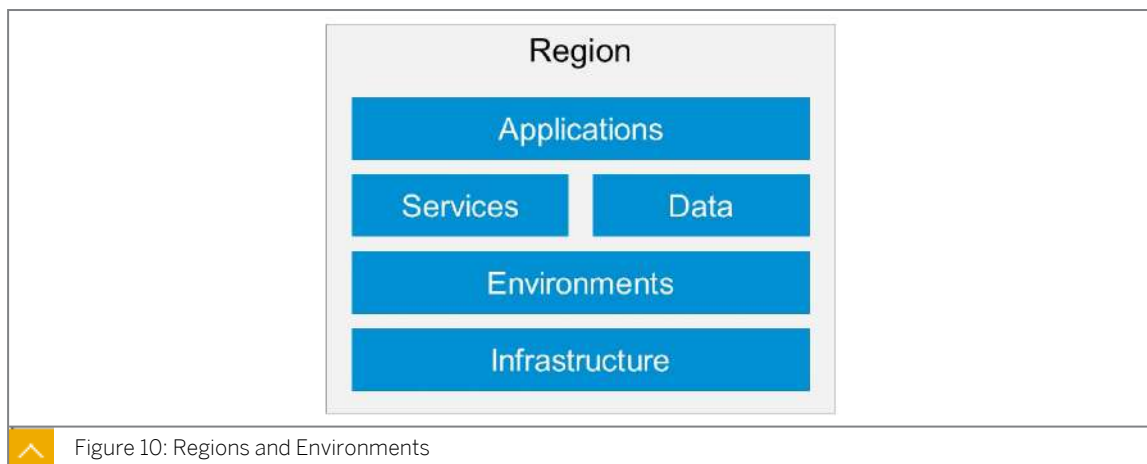 Region
Applications
Services Data
Environments
Infrastructure
Figure 10: Regions and Environments